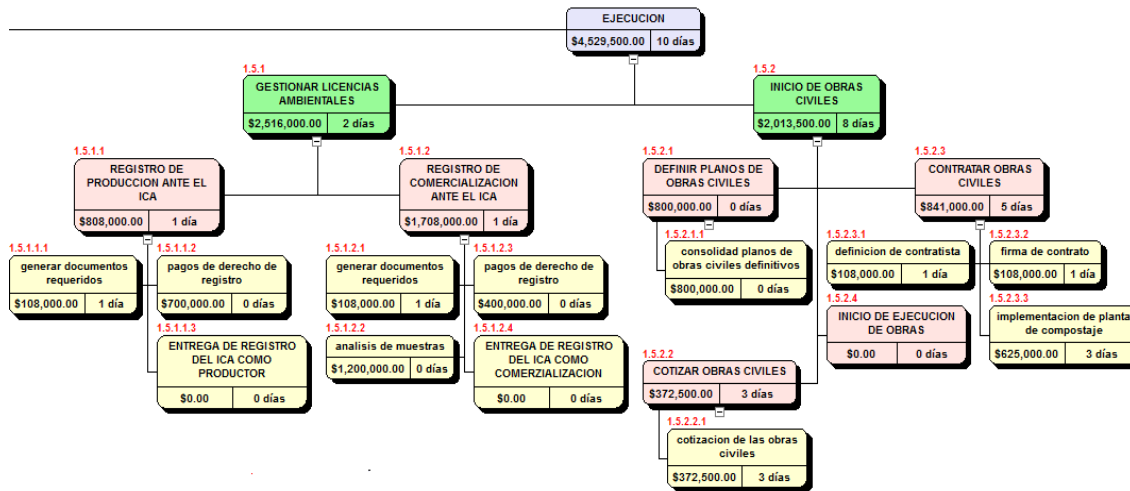 EJECUCION
$4,529,500.00 10 días
1.5.1
GESTIONAR LICENCIAS
AMBIENTALES
$2,516,000.00 2 días
1.5.2
INICIO DE OBRAS
CIVILES
$2,013,500.00 8 días
1.5.1.1
REGISTRO DE
PRODUCCION ANTE EL
ICA
$808,000.00 1 día
1.5.1.2
REGISTRO DE
COMERCIALIZACION
ANTE EL ICA
$1,708,000.00 1 día
1.5.2.1
DEFINIR PLANOS DE
OBRAS CIVILES
$800,000.00 0 días
1.5.2.3
CONTRATAR OBRAS
CIVILES
$841,000.00 5 días
1.5.1.1.1
generar documentos
requeridos
$108,000.00 1 día
1.5.1.1.2
pagos de derecho de
registro
$700,000.00 0 días
1.5.1.1.3
ENTREGA DE REGISTRO
DEL ICA COMO
PRODUCTOR
$0.00 0 días
1.5.1.2.1
generar documentos
requeridos
$108,000.00 1 día
1.5.1.2.3
pagos de derecho de
registro
$400,000.00 0 días
1.5.1.2.2
analisis de muestras
$1,200,000.00 0 días
1.5.1.2.4
ENTREGA DE REGISTRO
DEL ICA COMO
COMERZIALIZACION
$0.00 0 días
1.5.2.1.1
consolidad planos de
obras civiles definitivos
$800,000.00 0 días
1.5.2.3.1
definicion de contratista
$108,000.00 1 día
1.5.2.3.2
firma de contrato
$108,000.00 1 día
1.5.2.4
INICIO DE EJECUCION
DE OBRAS
$0.00 0 días
1.5.2.3.3
implementacion de planta
de compostaje
$625,000.00 3 días
1.5.2.2
COTIZAR OBRAS CIVILES
$372,500.00 3 días
1.5.2.2.1
cotizacion de las obras
civiles
$372,500.00 3 días